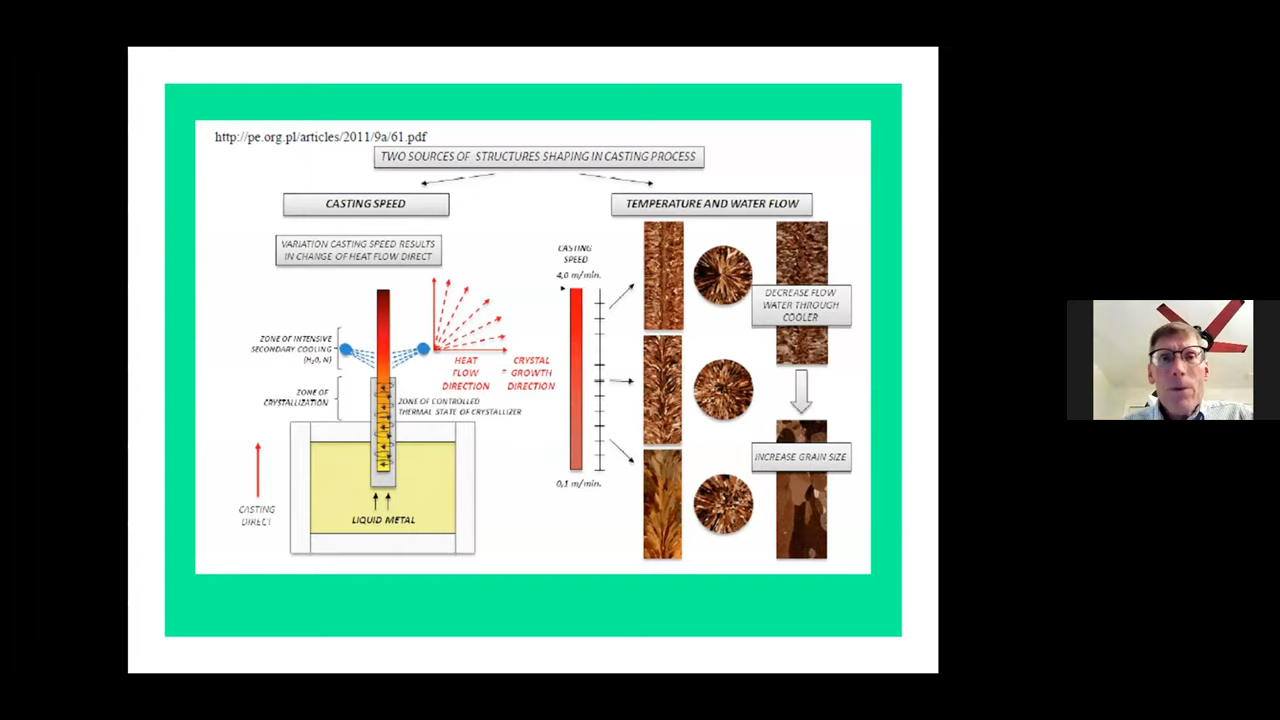 http://pe.org.pl/articles/2011/9a/61.pdf
TWO SOURCES OF STRUCTURES SHAPING IN CASTING PROCESS
CASTING SPEED
VARIATION CASTING SPEED RESULTS
IN CHANGE OF HEAT FLOW DIRECT
ZONE OF INTENSIVE
SECONDARY COOLING
(H₂O, N)
HEAT
FLOW
DIRECTION
=
CRYSTAL
GROWTH
DIRECTION
ZONE OF
CRYSTALLIZATION
ZONE OF CONTROLLED
THERMAL STATE OF CRYSTALLIZER
CASTING
DIRECT
LIQUID METAL
TEMPERATURE AND WATER FLOW
CASTING
SPEED
4,0 m/min.
0,1 m/min.
DECREASE FLOW
WATER THROUGH
COOLER
INCREASE GRAIN SIZE